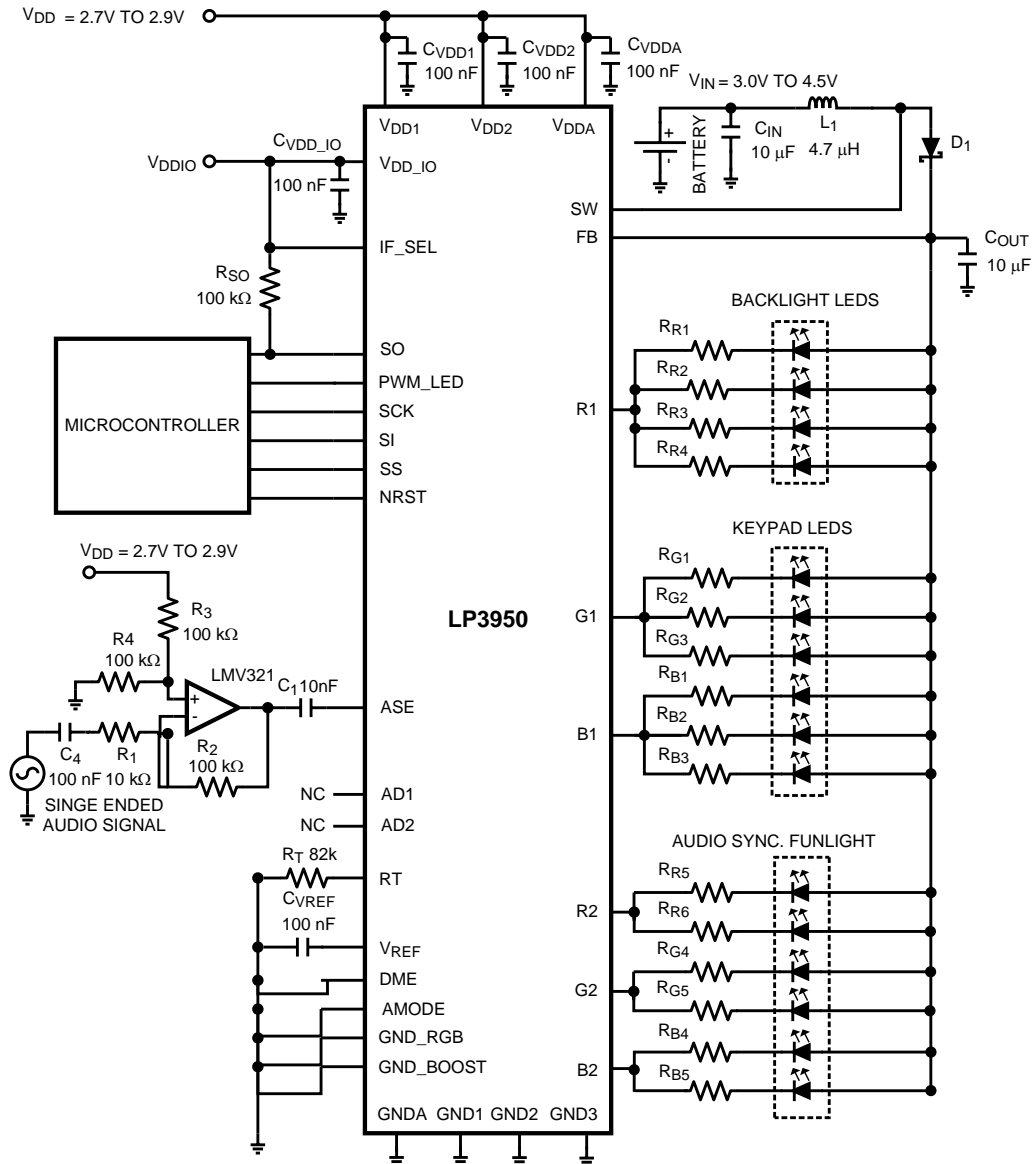 VDD = 2.7V TO 2.9V
CVDD1
100 nF
CVDD2
100 nF
CVDDA
100 nF
VIN = 3.0V TO 4.5V
VDD1
VDD2
VDDA
BATTERY
+
-
CIN
10 µF
L1
4.7 µH
D1
VDDIO
CVDD_IO
100 nF
VDD_IO
SW
FB
COUT
10 µF
IF_SEL
RSO
100 kΩ
BACKLIGHT LEDS
MICROCONTROLLER
SO
PWM_LED
SCK
SI
SS
NRST
R1
RR1
RR2
RR3
RR4
VDD = 2.7V TO 2.9V
KEYPAD LEDS
R3
100 kΩ
R4
100 kΩ
LMV321
+
-
C1 10nF
ASE
LP3950
G1
RG1
RG2
RG3
B1
RB1
RB2
RB3
C4
100 nF
R1
10 kΩ
R2
100kΩ
SINGE ENDED
AUDIO SIGNAL
NC
AD1
NC
AD2
AUDIO SYNC. FUNLIGHT
RT 82k
RT
CVREF
100 nF
VREF
DME
AMODE
GND_RGB
GND_BOOST
R2
RR5
RR6
G2
RG4
RG5
B2
RB4
RB5
GNDA
GND1
GND2
GND3